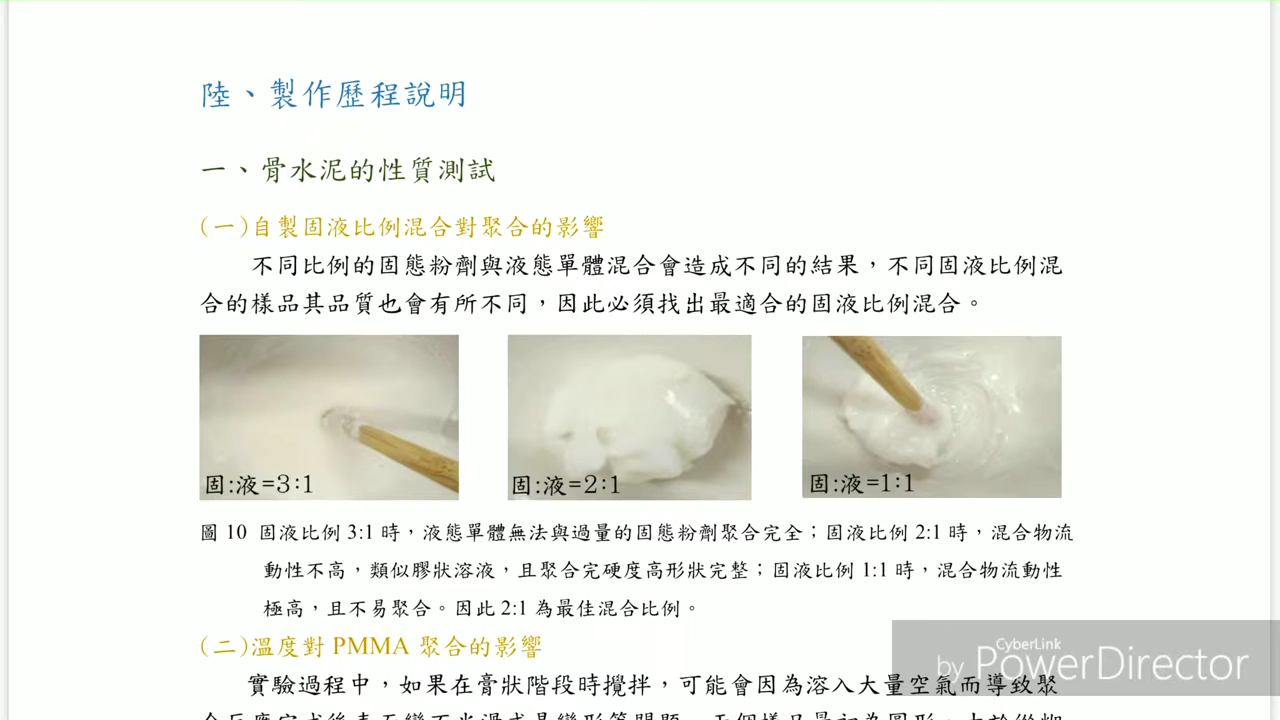 陸、製作歷程說明
一、骨水泥的性質測試
(一)自製固液比例混合對聚合的影響
不同比例的固態粉劑與液態單體混合會造成不同的結果，不同固液比例混
合的樣品其品質也會有所不同，因此必須找出最適合的固液比例混合。
固:液=3:1
固:液=2:1
固:液=1:1
圖 10 固液比例 3:1 時，液態單體無法與過量的固態粉劑聚合完全；固液比例 2:1 時，混合物流
動性不高，類似膠狀溶液，且聚合完硬度高形狀完整；固液比例 1:1 時，混合物流動性
極高，且不易聚合。因此 2:1 為最佳混合比例。
(二)溫度對 PMMA 聚合的影響
實驗過程中，如果在膏狀階段時攪拌，可能會因為溶入大量空氣而導致聚
CyberLink
by PowerDirector